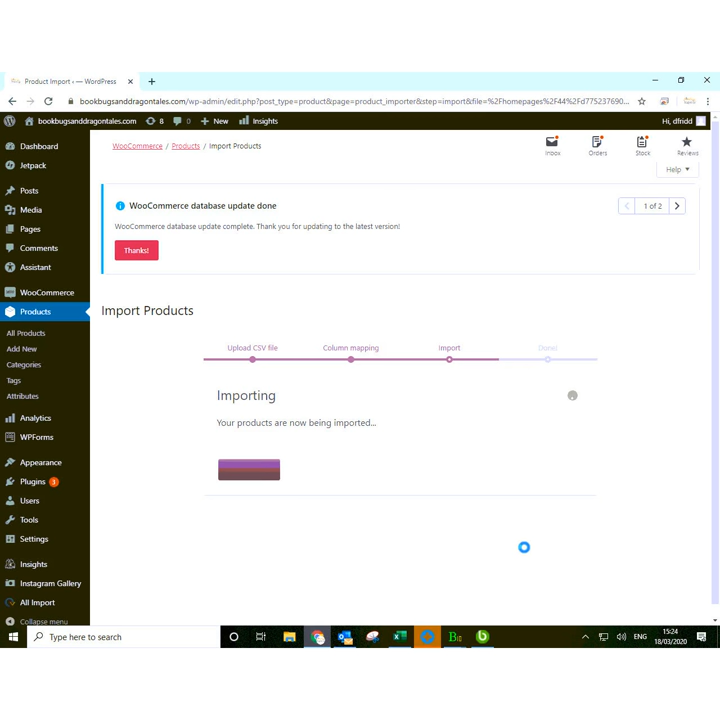 Product Import ‹ — WordPress
bookbugsanddragontales.com/wp-admin/edit.php?post_type=product&page=product_importer&step=import&file=%2Fhomepages%2F44%2Fd775237690...
bookbugsanddragontales.com 8 0 New Insights Hi, dfridd
Dashboard
Jetpack
Posts
Media
Pages
Comments
Assistant
WooCommerce
Products
All Products
Add New
Categories
Tags
Attributes
Analytics
WPForms
Appearance
Plugins 3
Users
Tools
Settings
Insights
Instagram Gallery
All Import
Collapse menu
WooCommerce / Products / Import Products
Inbox Orders Stock Reviews
Help
WooCommerce database update done
1 of 2
WooCommerce database update complete. Thank you for updating to the latest version!
Thanks!
Import Products
Upload CSV file Column mapping Import Done!
Importing
Your products are now being imported...
Type here to search
ENG
15:24
18/03/2020